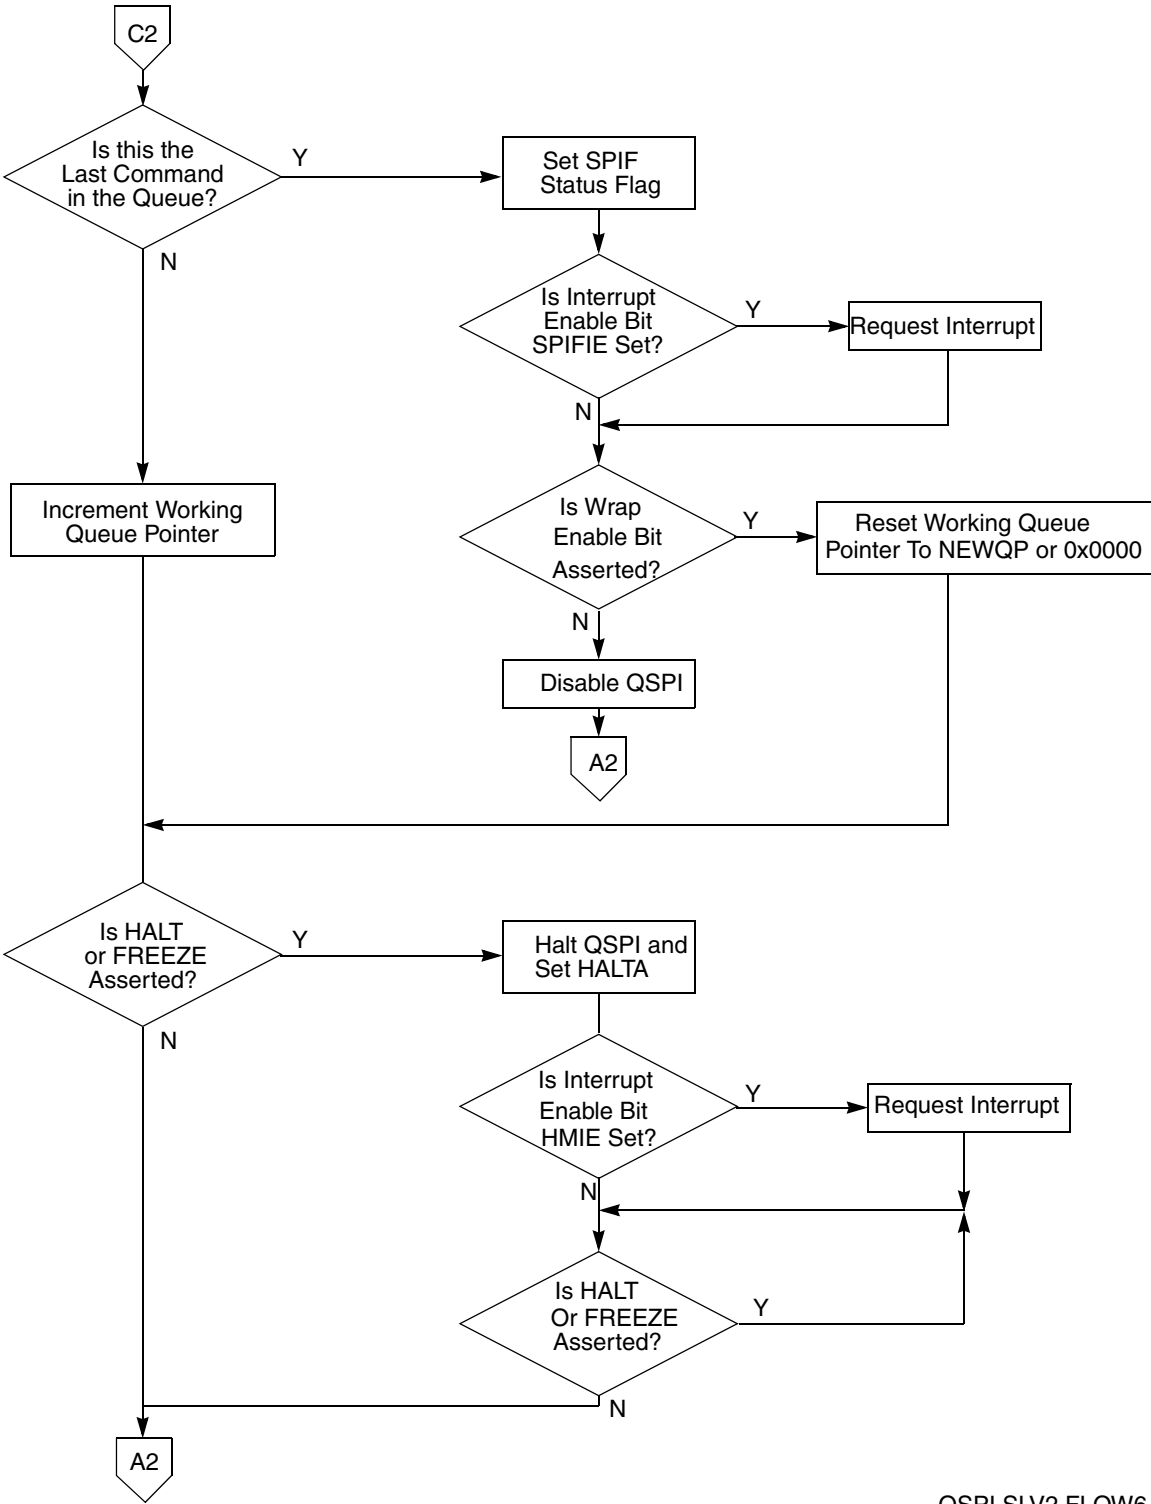 C2
Is this the
Last Command
in the Queue?
Y
N
Set SPIF
Status Flag
Is Interrupt
Enable Bit
SPIFIE Set?
Y
N
Request Interrupt
Increment Working
Queue Pointer
Is Wrap
Enable Bit
Asserted?
Y
N
Reset Working Queue
Pointer To NEWQP or 0x0000
Disable QSPI
A2
Is HALT
or FREEZE
Asserted?
Y
N
Halt QSPI and
Set HALTA
Is Interrupt
Enable Bit
HMIE Set?
Y
N
Request Interrupt
Is HALT
Or FREEZE
Asserted?
Y
N
A2
QSPI SLV2 FLOW6